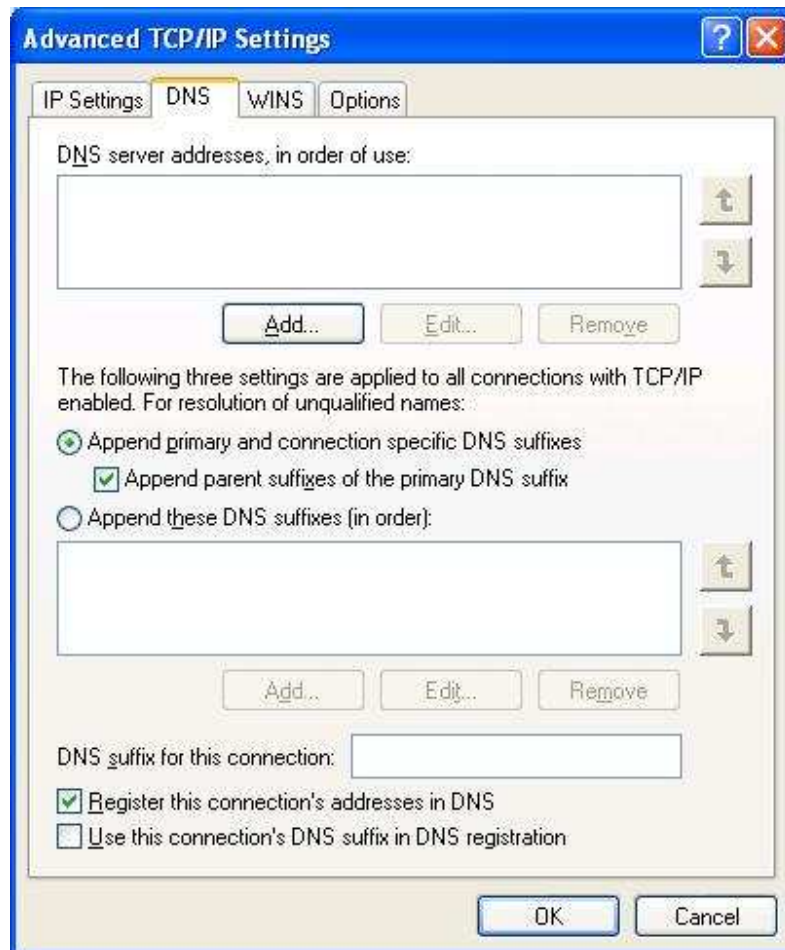 Advanced TCP/IP Settings
IP Settings DNS WINS Options
DNS server addresses, in order of use:
Add... Edit... Remove
The following three settings are applied to all connections with TCP/IP
enabled. For resolution of unqualified names:
Append primary and connection specific DNS suffixes
Append parent suffixes of the primary DNS suffix
Append these DNS suffixes (in order):
Add... Edit... Remove
DNS suffix for this connection:
Register this connection's addresses in DNS
Use this connection's DNS suffix in DNS registration
OK Cancel